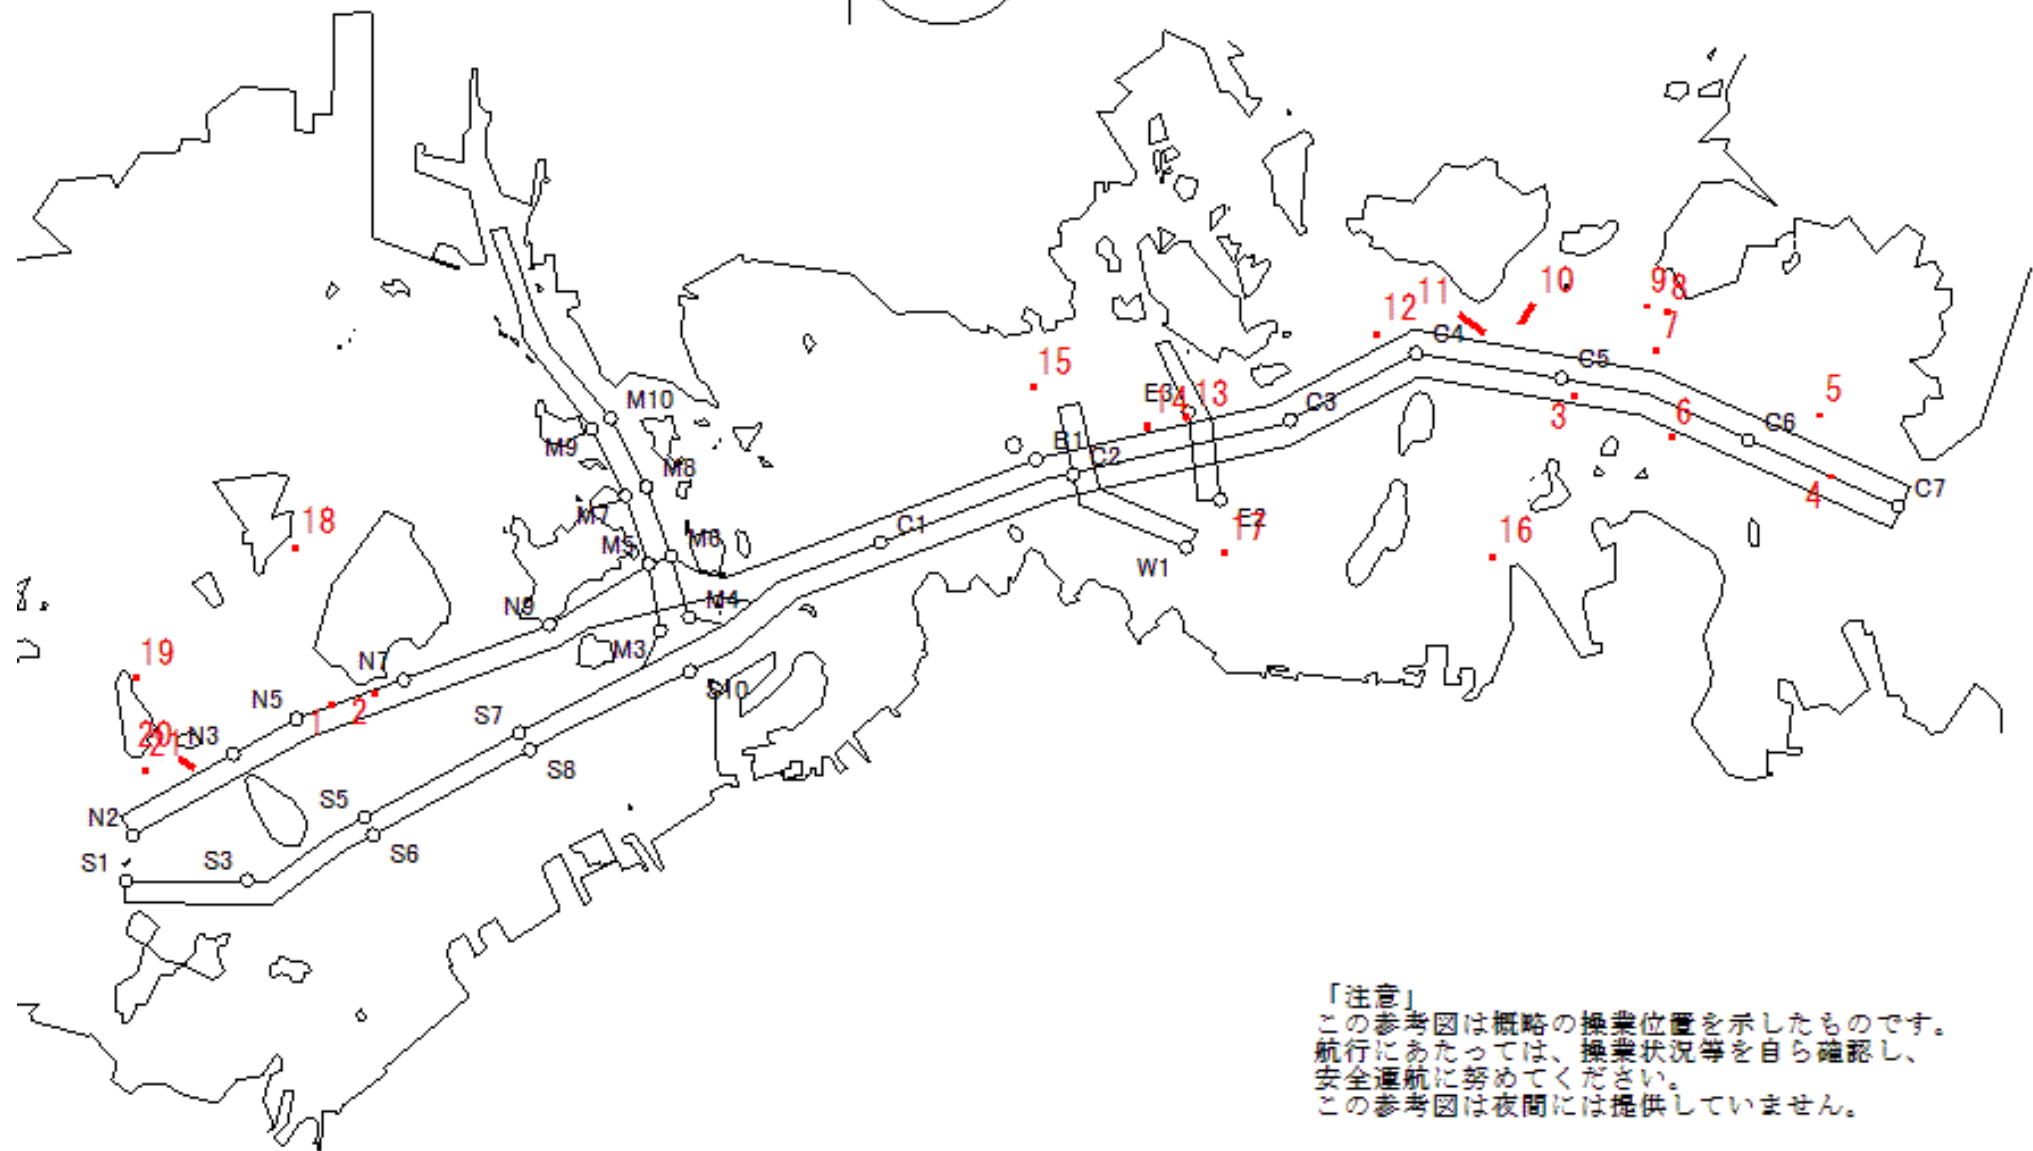 10
9
8
11
12
C4
7
C5
15
5
M10
E3
14
13
C3
3
6
C6
M9
B1
C2
M8
4
C7
M7
18
M5
M6
C1
E2
17
16
W1
N9
M4
19
N7
M3
N5
1
2
S10
20
21
N3
S7
S8
N2
S5
S1
S3
S6
「注意」
この参考図は概略の操業位置を示したものです。
航行にあたっては、操業状況等を自ら確認し、
安全運航に努めてください。
この参考図は夜間には提供していません。